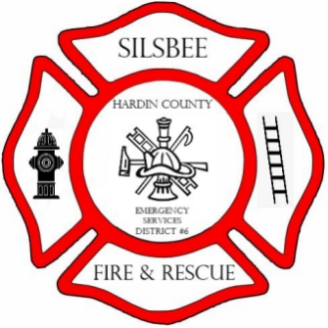 SILSBEE
HARDIN COUNTY
EMERGENCY
SERVICES
DISTRICT #6
FIRE & RESCUE